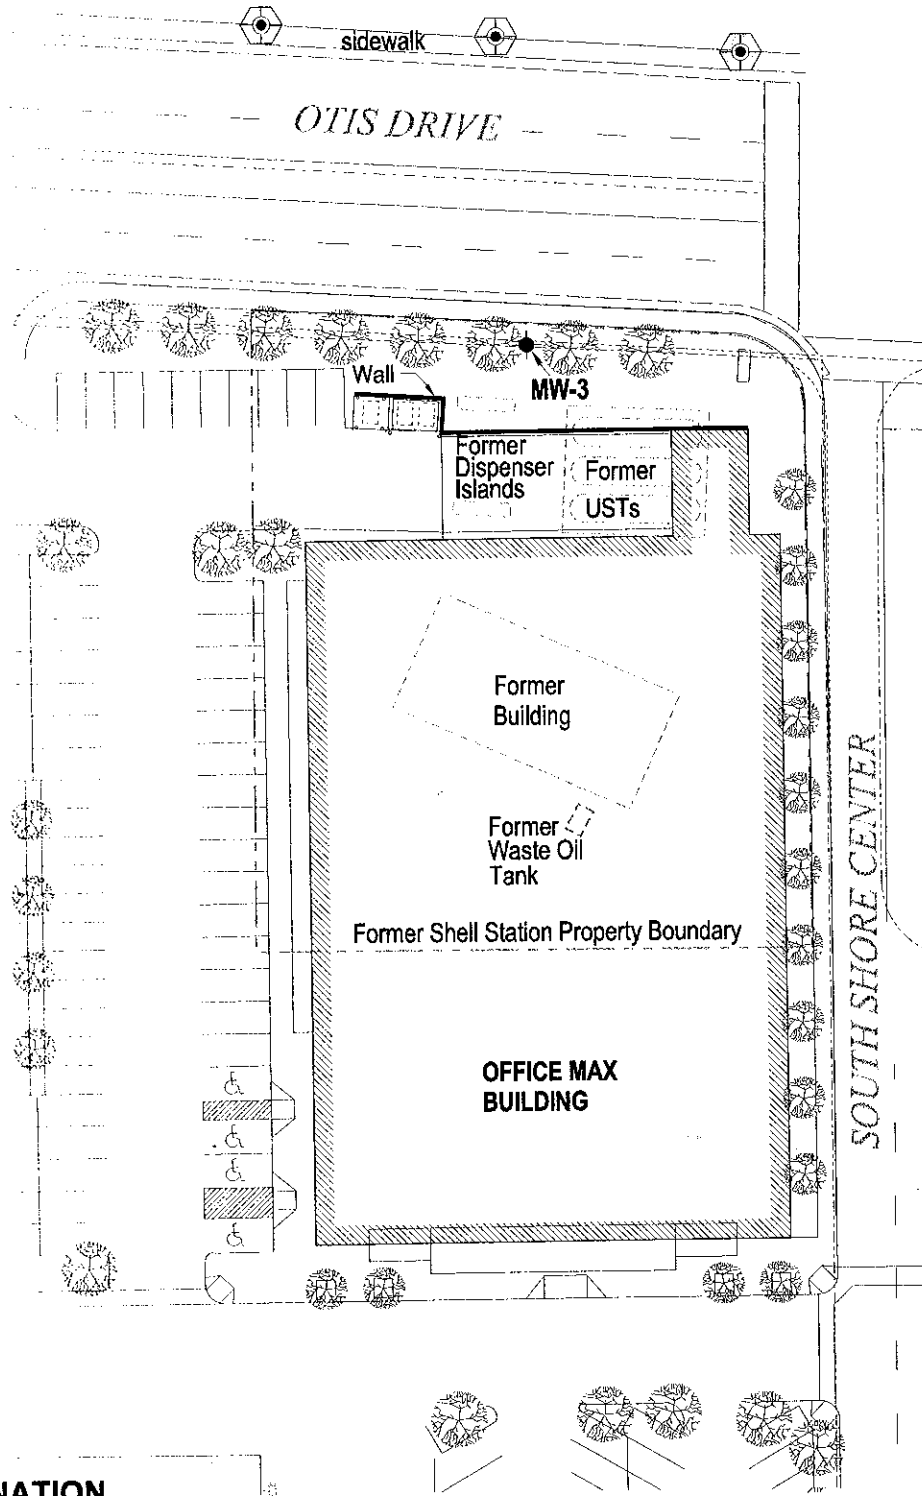 sidewalk
OTIS DRIVE
Wall
MW-3
Former
Dispenser
Islands
Former
USTs
Former
Building
Former
Waste Oil
Tank
Former Shell Station Property Boundary
SOUTH SHORE CENTER
OFFICE MAX
BUILDING
NATION